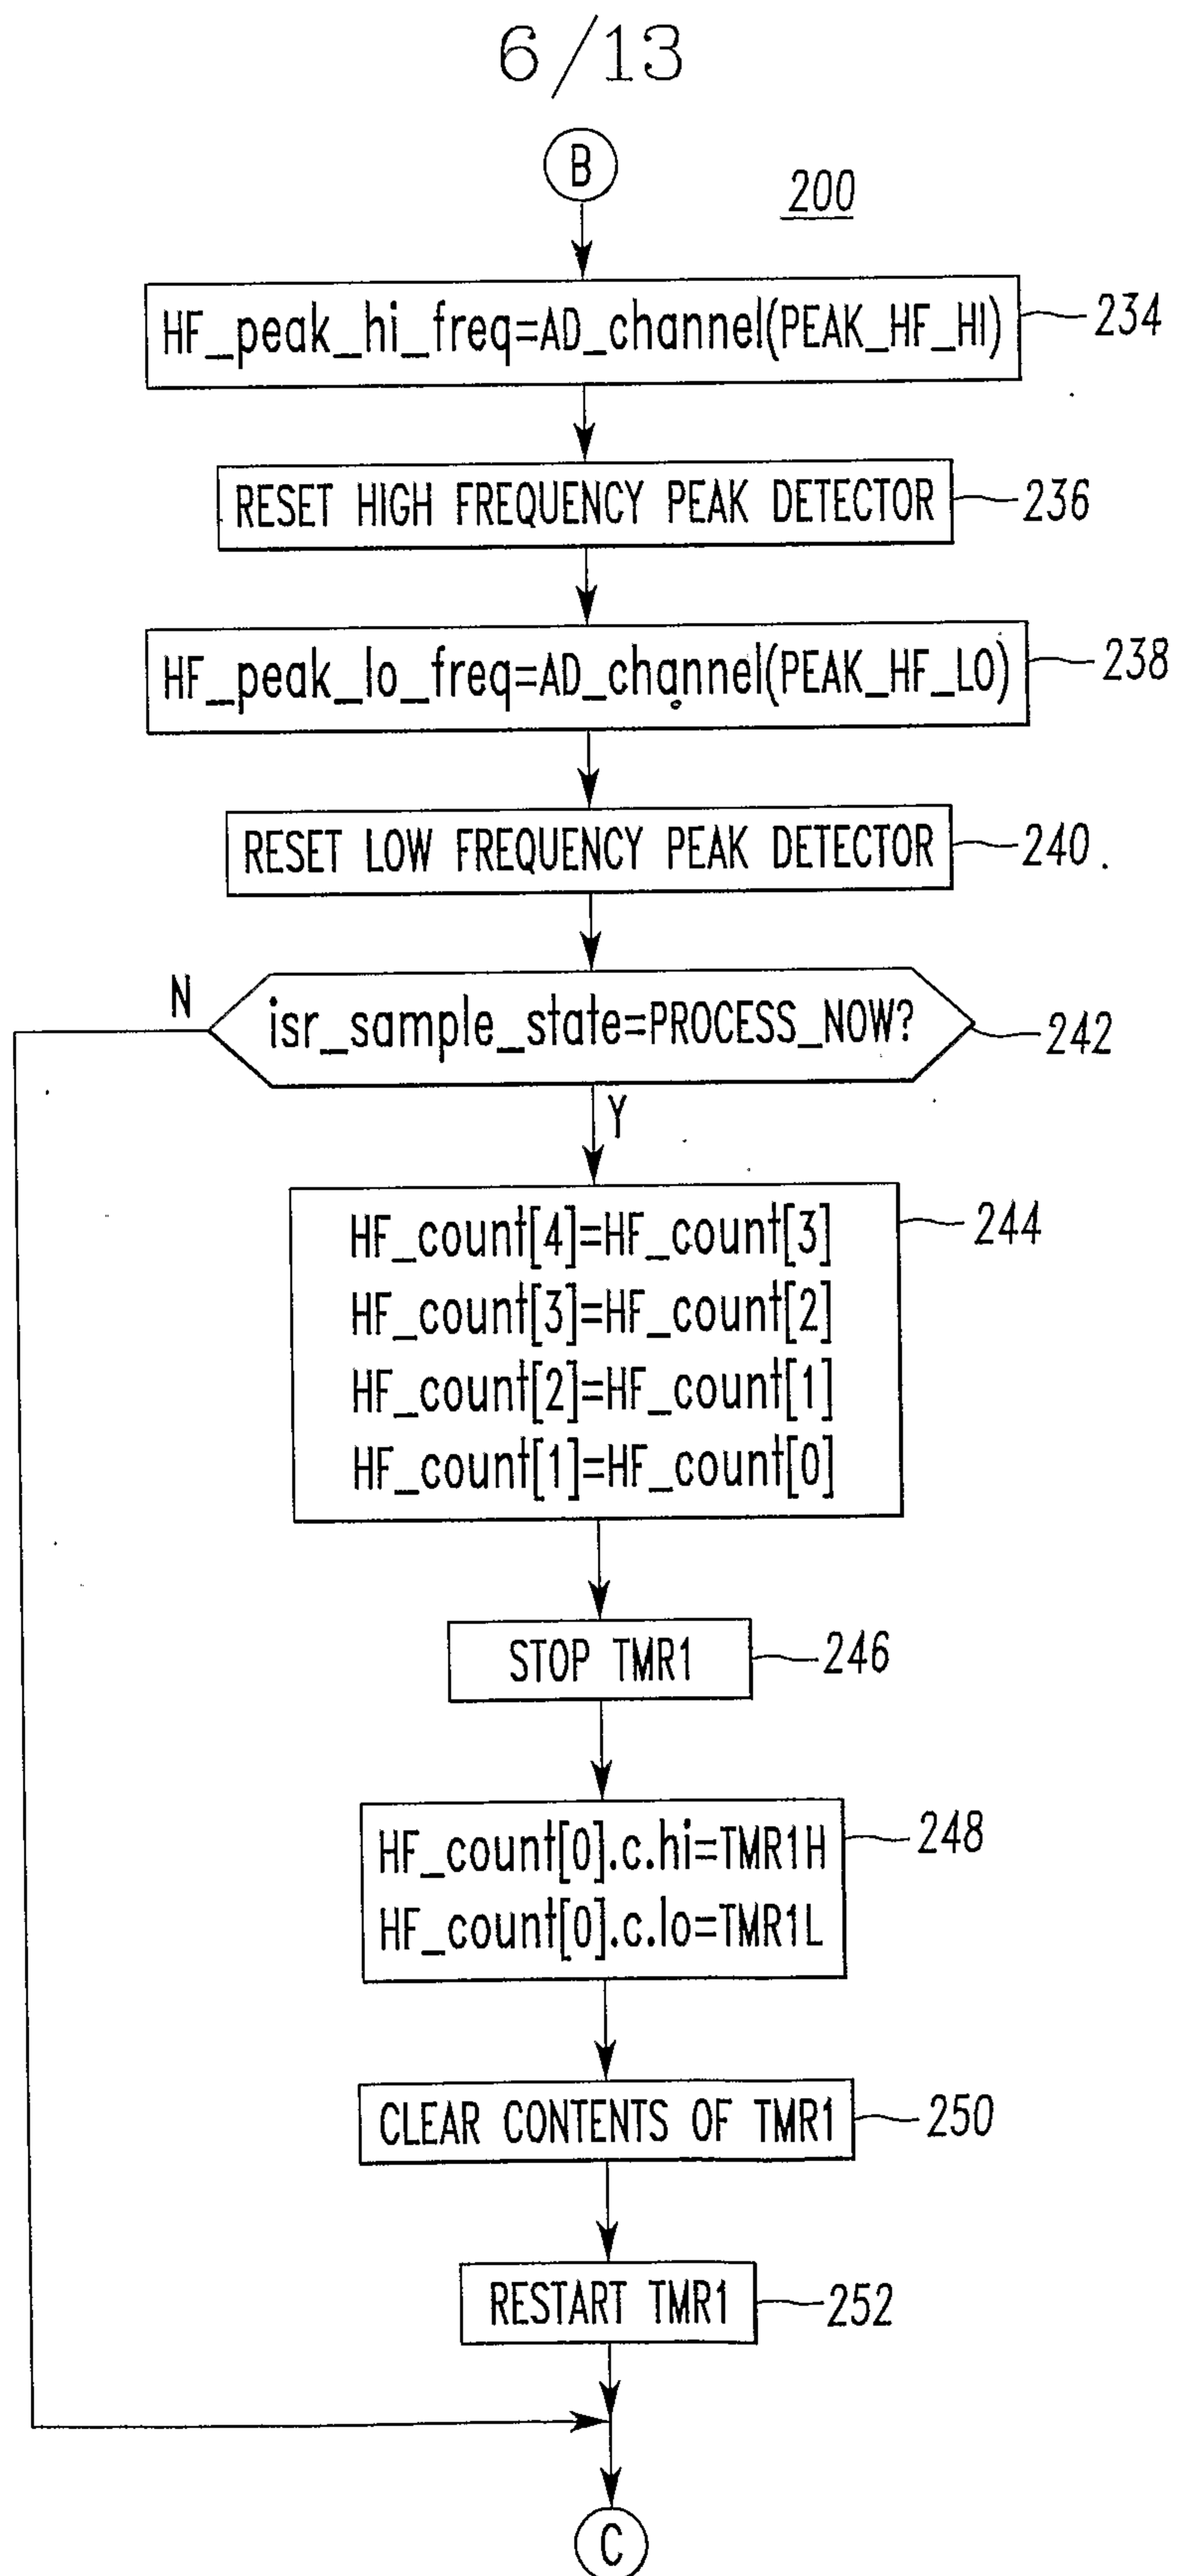 6/13
B
200
HF_peak_hi_freq=AD_channel(PEAK_HF_HI)
234
RESET HIGH FREQUENCY PEAK DETECTOR
236
HF_peak_lo_freq=AD_channel(PEAK_HF_LO)
238
RESET LOW FREQUENCY PEAK DETECTOR
240
N
isr_sample_state=PROCESS_NOW?
242
Y
HF_count[4]=HF_count[3]
244
HF_count[3]=HF_count[2]
HF_count[2]=HF_count[1]
HF_count[1]=HF_count[0]
STOP TMR1
246
HF_count[0].c.hi=TMR1H
248
HF_count[0].c.lo=TMR1L
CLEAR CONTENTS OF TMR1
250
RESTART TMR1
252
C